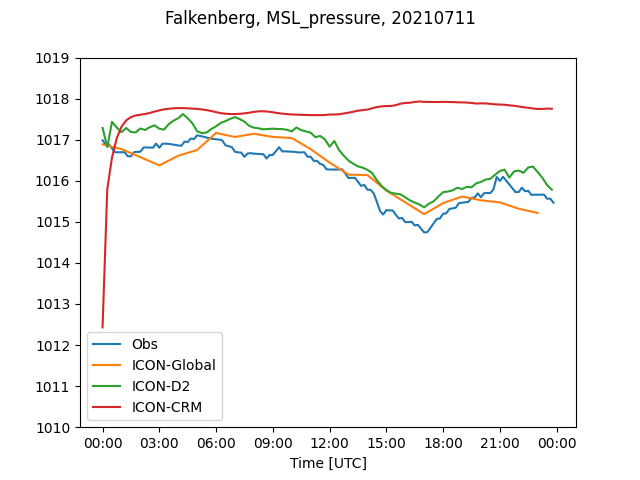 Falkenberg, MSL_pressure, 20210711
1019
1018
1017
1016
1015
1014
1013
1012
1011
1010
Obs
ICON-Global
ICON-D2
ICON-CRM
00:00 03:00 06:00 09:00 12:00 15:00 18:00 21:00 00:00
Time [UTC]